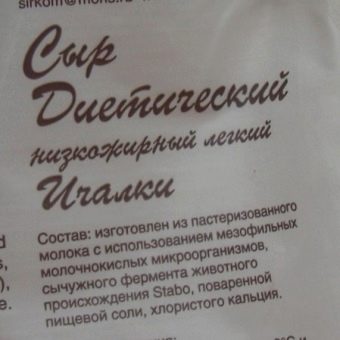 Сыр
Диетический
низкожирный легкий
Ичалки
Состав: изготовлен из пастеризованного
молока с использованием мезофильных
молочнокислых микроорганизмов,
сычужного фермента животного
происхождения Stabo, поваренной
пищевой соли, хлористого кальция.